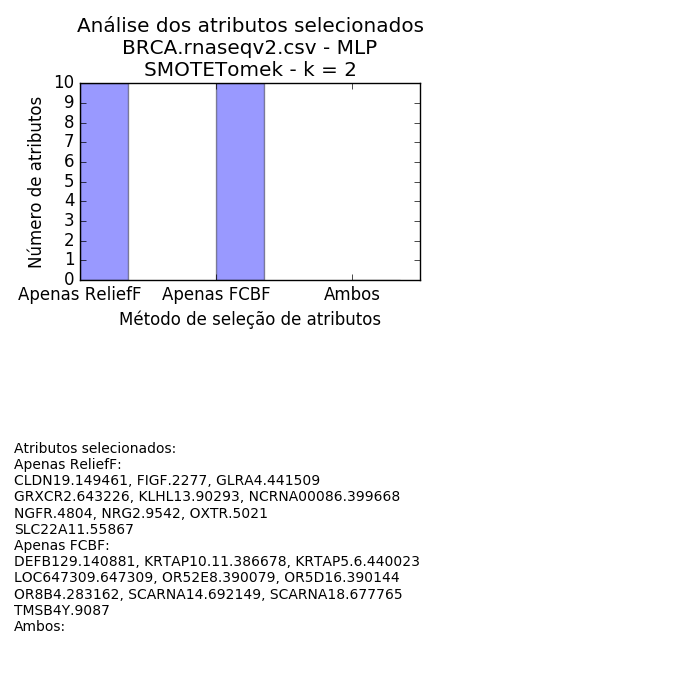 Análise dos atributos selecionados
BRCA.rnaseqv2.csv - MLP
SMOTETomek - k = 2
10
9
8
7
6
5
4
3
2
1
0
Número de atributos
Apenas ReliefF Apenas FCBF Ambos
Método de seleção de atributos
Atributos selecionados:
Apenas ReliefF:
CLDN19.149461, FIGF.2277, GLRA4.441509
GRXCR2.643226, KLHL13.90293, NCRNA00086.399668
NGFR.4804, NRG2.9542, OXTR.5021
SLC22A11.55867
Apenas FCBF:
DEFB129.140881, KRTAP10.11.386678, KRTAP5.6.440023
LOC647309.647309, OR52E8.390079, OR5D16.390144
OR8B4.283162, SCARNA14.692149, SCARNA18.677765
TMSB4Y.9087
Ambos: